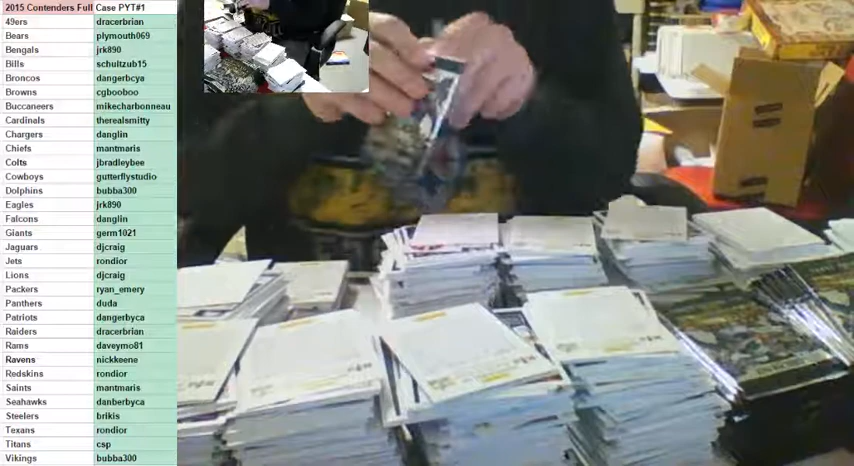 2015 Contenders Full Case PYT#1
49ers dracerbrian
Bears plymouth069
Bengals jrk890
Bills schultzub15
Broncos dangerbcya
Browns cgbooboo
Buccaneers mikecharbonneau
Cardinals therealsmitty
Chargers danglin
Chiefs mantmaris
Colts jbradleybee
Cowboys gutterflystudio
Dolphins bubba300
Eagles jrk890
Falcons danglin
Giants germ1021
Jaguars djcraig
Jets rondior
Lions djcraig
Packers ryan_emery
Panthers duda
Patriots dangerbyca
Raiders dracerbrian
Rams daveymo81
Ravens nickkeene
Redskins rondior
Saints mantmaris
Seahawks danberbyca
Steelers brikis
Texans rondior
Titans csp
Vikings bubba300